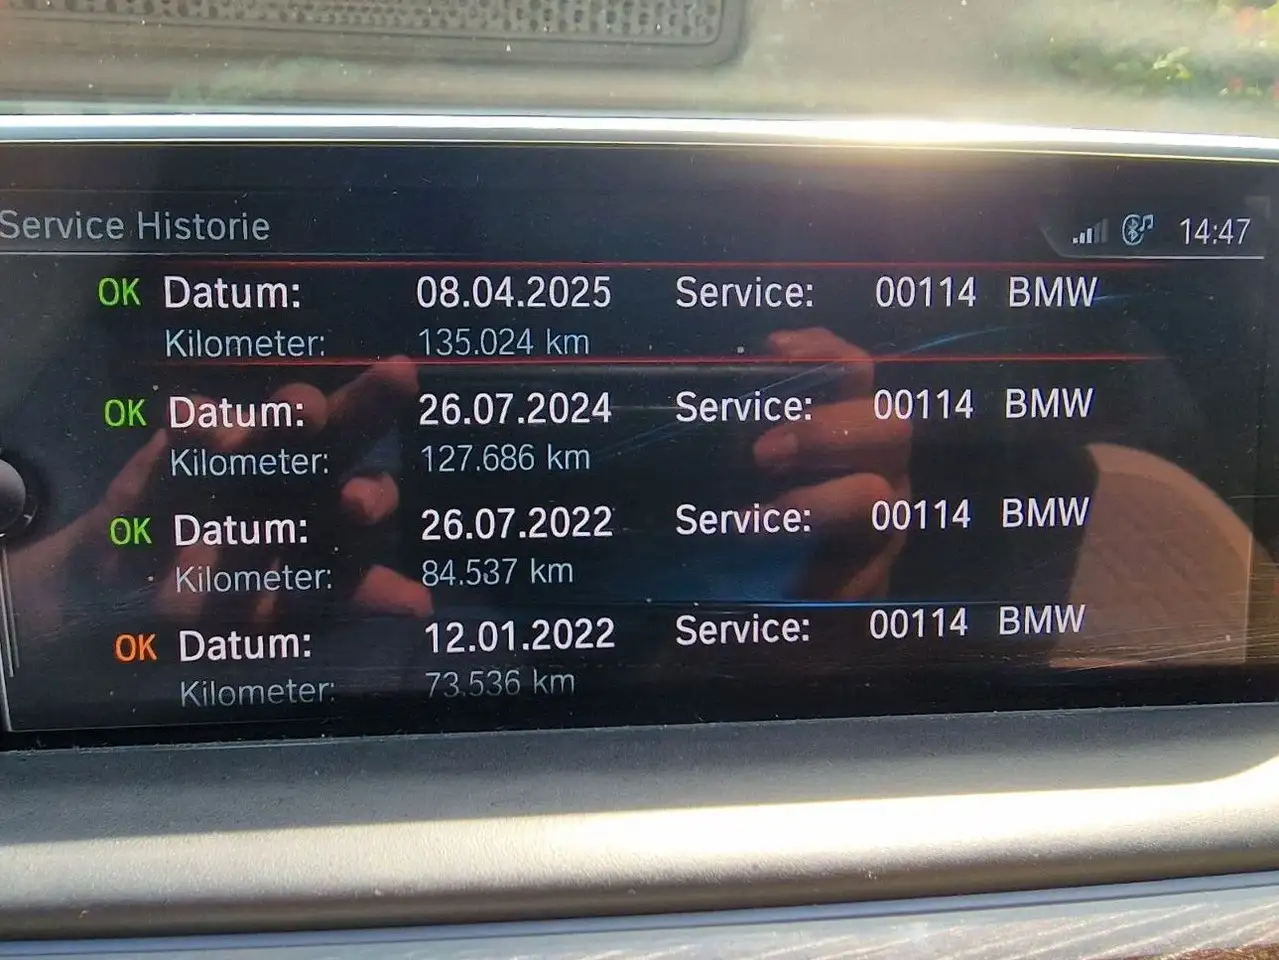 Service Historie
14:47
OK Datum: 08.04.2025 Service: 00114 BMW
Kilometer: 135.024 km
OK Datum: 26.07.2024 Service: 00114 BMW
Kilometer: 127.686 km
OK Datum: 26.07.2022 Service: 00114 BMW
Kilometer: 84.537 km
OK Datum: 12.01.2022 Service: 00114 BMW
Kilometer: 73.536 km